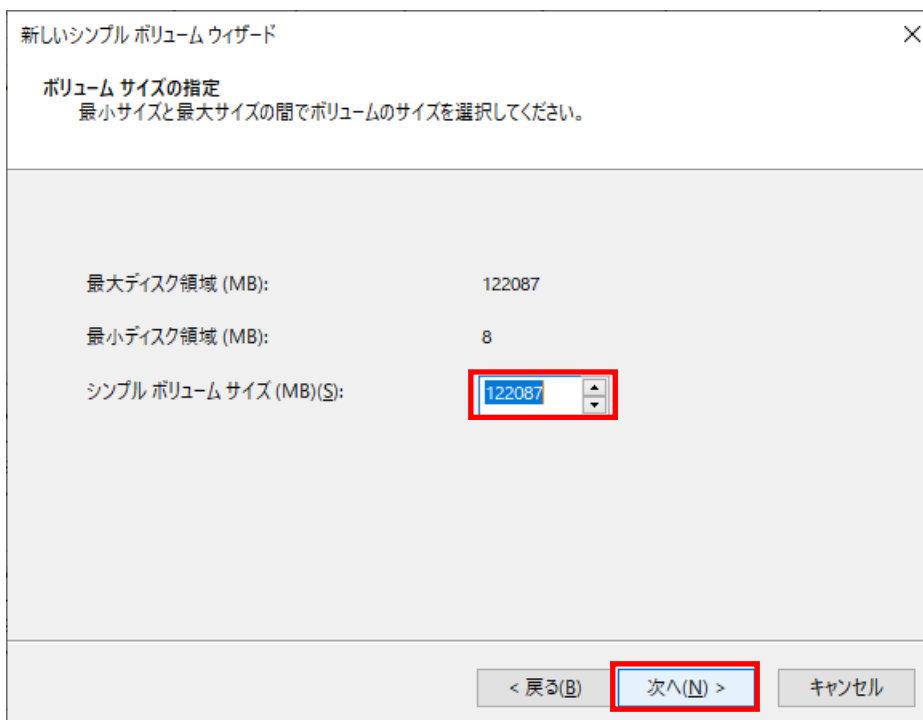 新しいシンプル ボリューム ウィザード
ボリューム サイズの指定
最小サイズと最大サイズの間でボリュームのサイズを選択してください。
最大ディスク領域 (MB): 122087
最小ディスク領域 (MB): 8
シンプル ボリューム サイズ (MB)(S): 122087
< 戻る(B) 次へ(N) > キャンセル